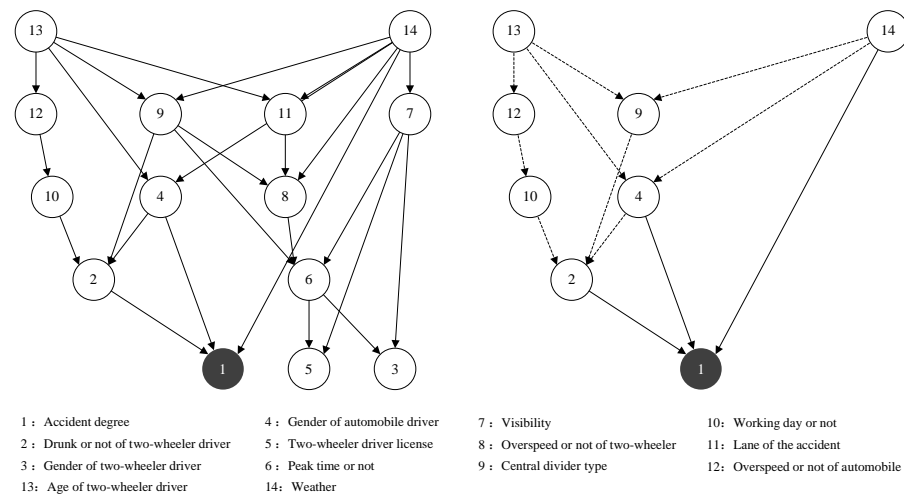 13 14 13 14
12 9 11 7 12 9
10 4 8 10 4
2 6 2
1 5 3 1
1： Accident degree 4： Gender of automobile driver 7： Visibility 10： Working day or not
2： Drunk or not of two-wheeler driver 5： Two-wheeler driver license 8： Overspeed or not of two-wheeler 11： Lane of the accident
3： Gender of two-wheeler driver 6： Peak time or not 9： Central divider type 12： Overspeed or not of automobile
13： Age of two-wheeler driver 14： Weather